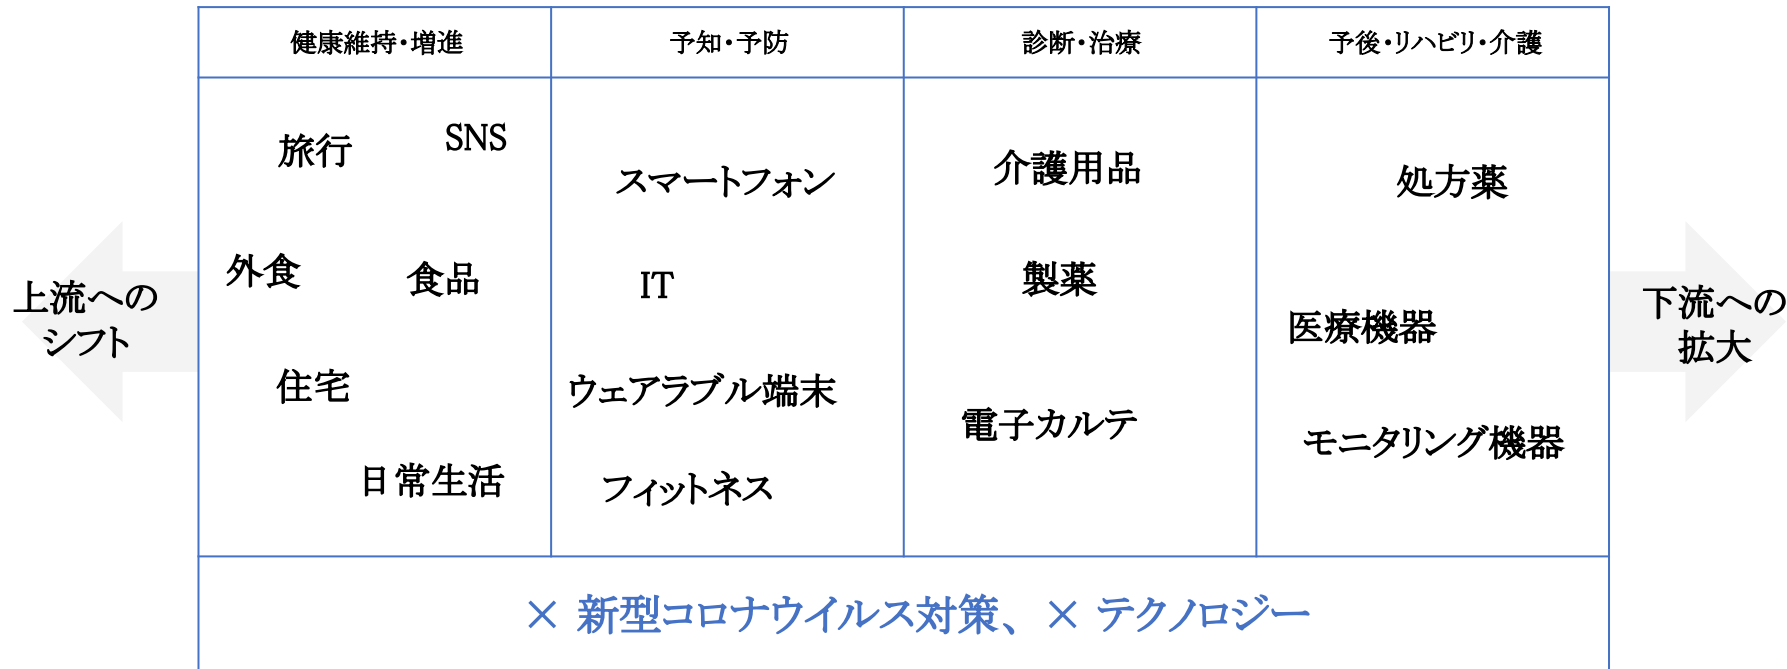 健康維持・増進
予知・予防
診断・治療
予後・リハビリ・介護
旅行
SNS
外食
食品
住宅
日常生活
スマートフォン
IT
ウェアラブル端末
フィットネス
介護用品
製薬
電子カルテ
処方薬
医療機器
モニタリング機器
上流への
シフト
下流への
拡大
× 新型コロナウイルス対策、× テクノロジー